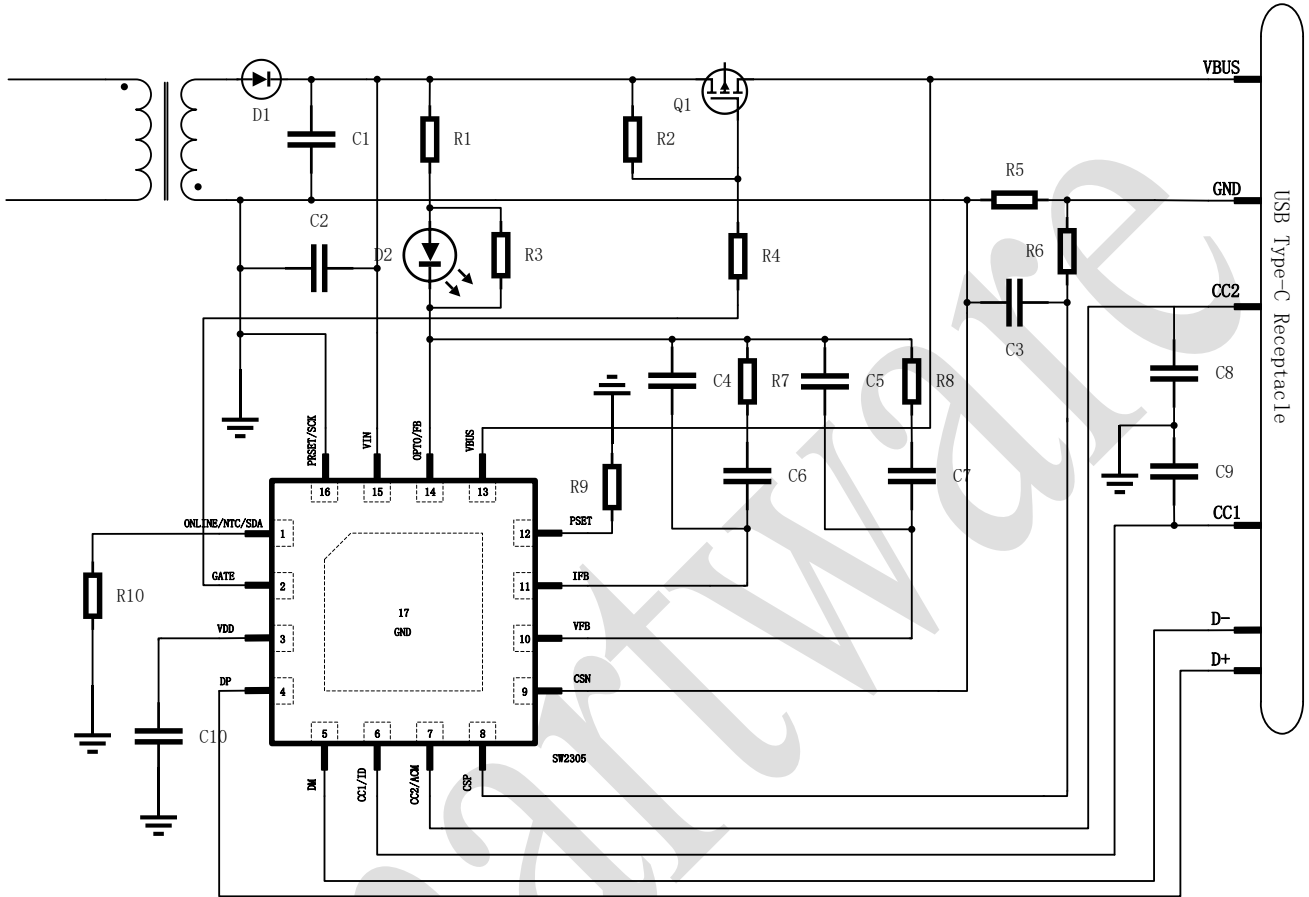 VBUS
D1
C1
R1
R2
Q1
R5
GND
C2
D2
R3
R4
R6
CC2
C3
C4
R7
C5
R8
C8
USB Type-C Receptacle
PRSET/SCK
VIN
OPTO/FB
VBUS
R9
C6
C7
C9
CC1
16
15
14
13
ONLINE/NTC/SDA
1
12
PSET
GATE
2
11
IFB
R10
17
GND
VDD
3
10
VFB
D-
D+
DP
4
9
CSN
C10
5
6
7
8
SW2305
DM
CC1/ID
CC2/ACM
CSP